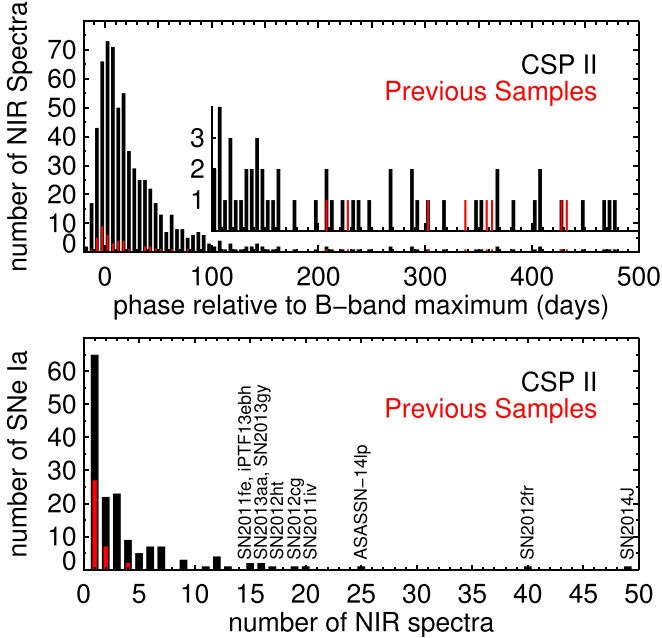 number of NIR Spectra
70
60
50
40
30
20
10
0
3
2
1
CSP II
Previous Samples
0 100 200 300 400 500
phase relative to B−band maximum (days)
number of SNe Ia
60
50
40
30
20
10
0
CSP II
Previous Samples
SN2011fe, iPTF13ebh
SN2013aa, SN2013gy
SN2012ht
SN2012cg
SN2011iv
ASASSN−14lp
SN2012fr
SN2014J
0 5 10 15 20 25 30 35 40 45 50
number of NIR spectra